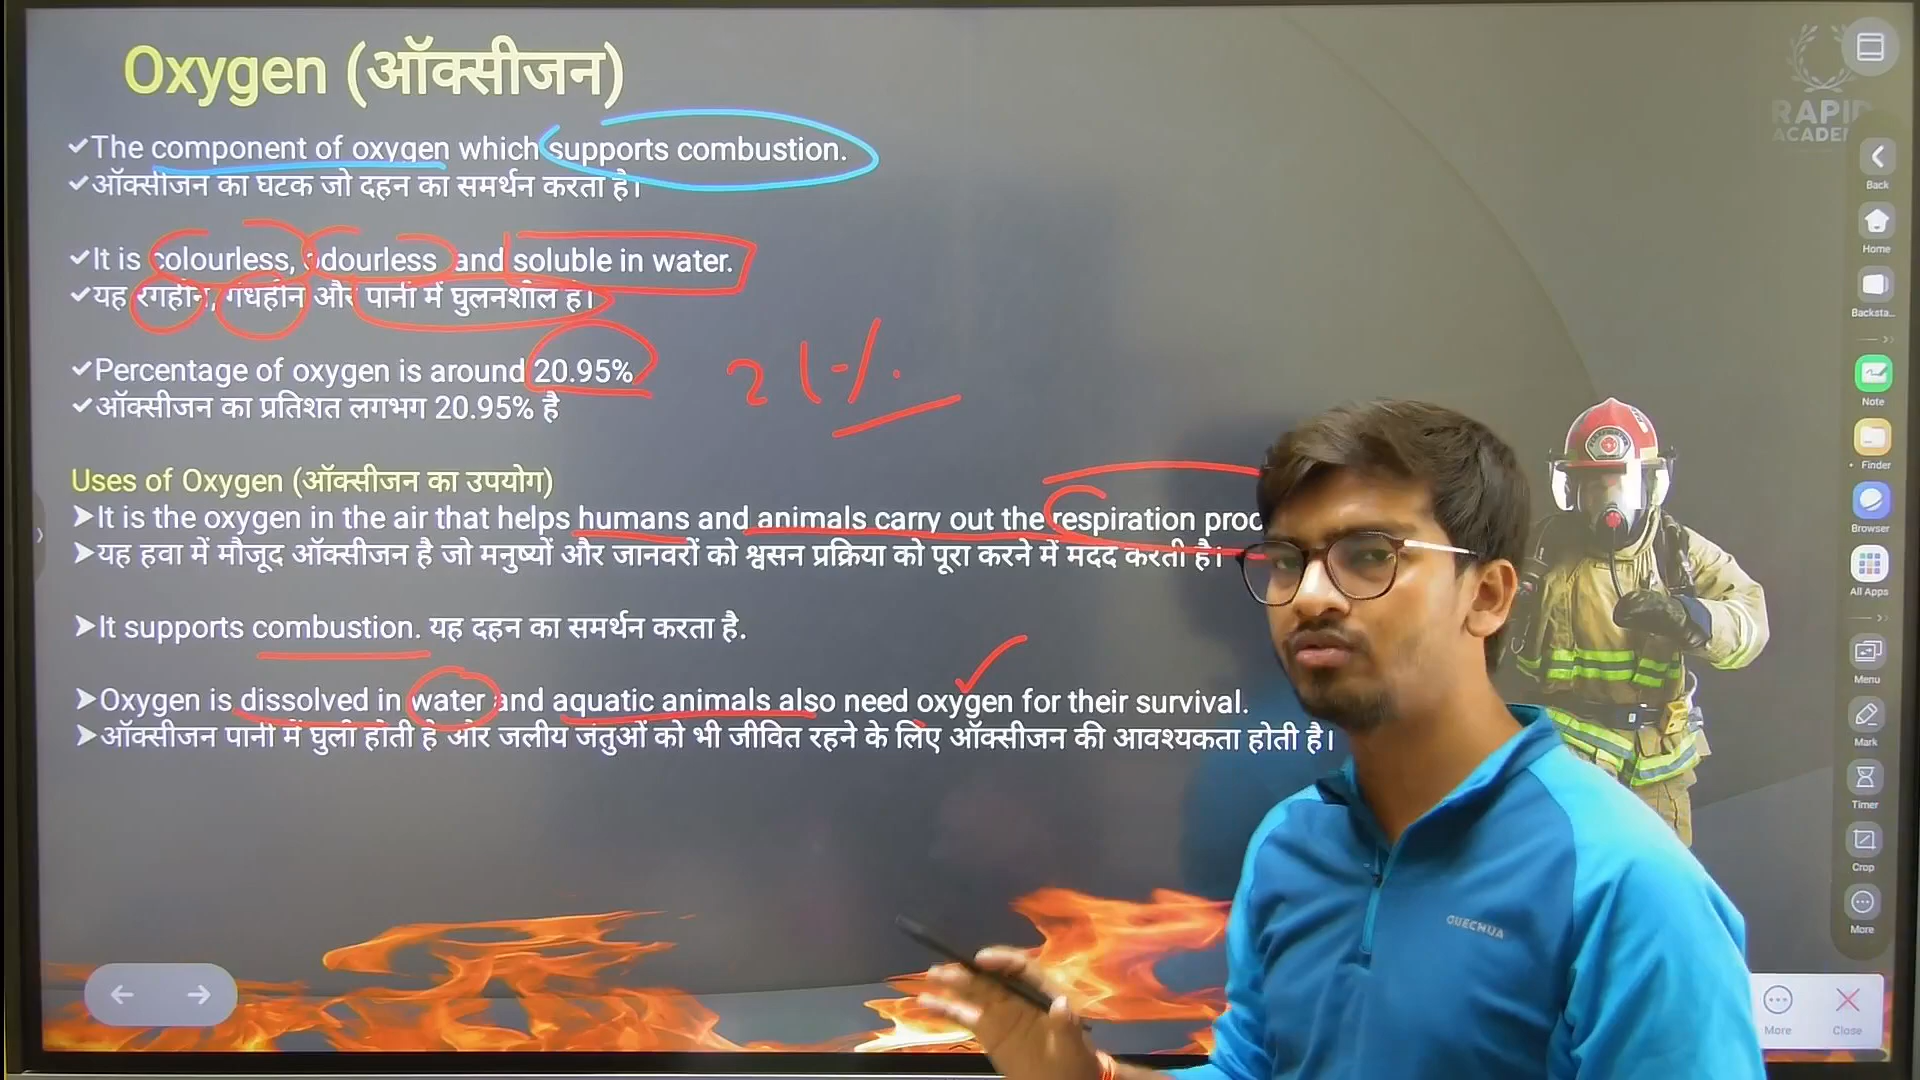 Oxygen (ऑक्सीजन)
The component of oxygen which supports combustion.
ऑक्सीजन का घटक जो दहन का समर्थन करता है।
It is colourless, odourless and soluble in water.
यह रंगहीन, गंधहीन और पानी में घुलनशील है।
Percentage of oxygen is around 20.95%
21%
ऑक्सीजन का प्रतिशत लगभग 20.95% है
Uses of Oxygen (ऑक्सीजन का उपयोग)
It is the oxygen in the air that helps humans and animals carry out the respiration proc
यह हवा में मौजूद ऑक्सीजन है जो मनुष्यों और जानवरों को श्वसन प्रक्रिया को पूरा करने में मदद करती है।
It supports combustion. यह दहन का समर्थन करता है.
Oxygen is dissolved in water and aquatic animals also need oxygen for their survival.
ऑक्सीजन पानी में घुली होती है और जलीय जंतुओं को भी जीवित रहने के लिए ऑक्सीजन की आवश्यकता होती है।
RAPID
ACADEM
Back
Home
Backsta...
Note
Finder
Browser
All Apps
Menu
Mark
Timer
Crop
More
More
Close
QUECHUA